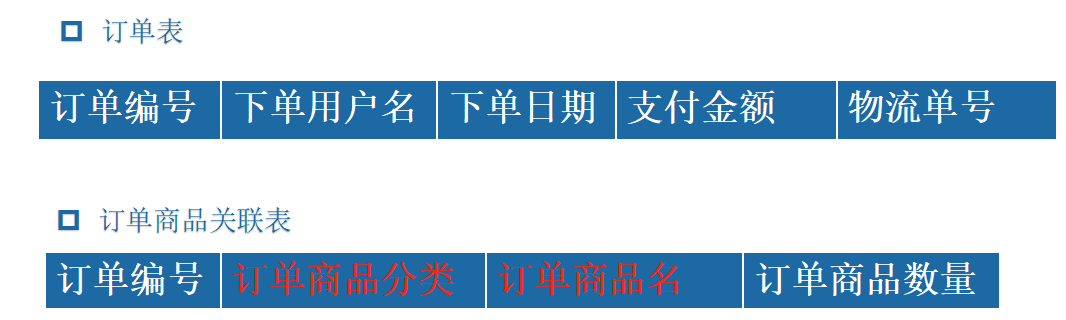 订单表
订单编号 下单用户名 下单日期 支付金额 物流单号
订单商品关联表
订单编号 订单商品分类 订单商品名 订单商品数量